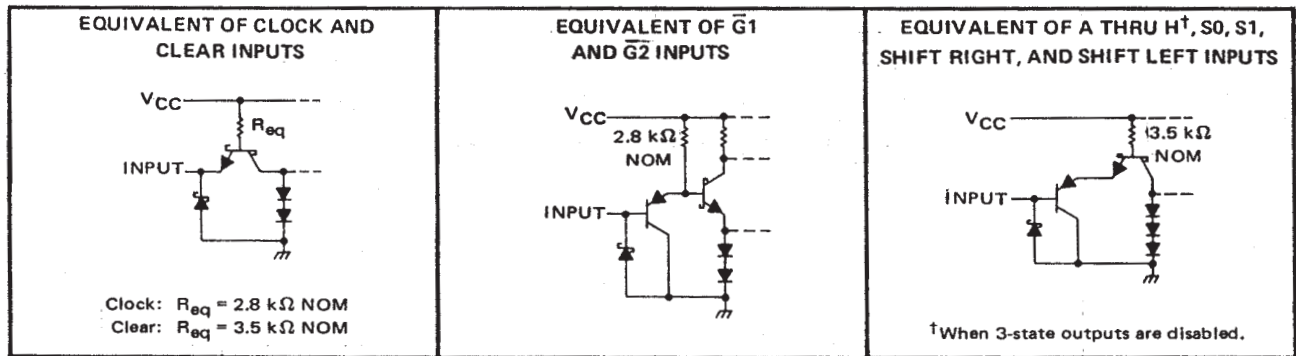 EQUIVALENT OF CLOCK AND
CLEAR INPUTS
VCC
Req
INPUT
Clock: Req = 2.8 kΩ NOM
Clear: Req = 3.5 kΩ NOM
EQUIVALENT OF G̅1
AND G̅2̅ INPUTS
VCC
2.8 kΩ
NOM
INPUT
EQUIVALENT OF A THRU H†, S0, S1,
SHIFT RIGHT, AND SHIFT LEFT INPUTS
VCC
3.5 kΩ
NOM
INPUT
†When 3-state outputs are disabled.